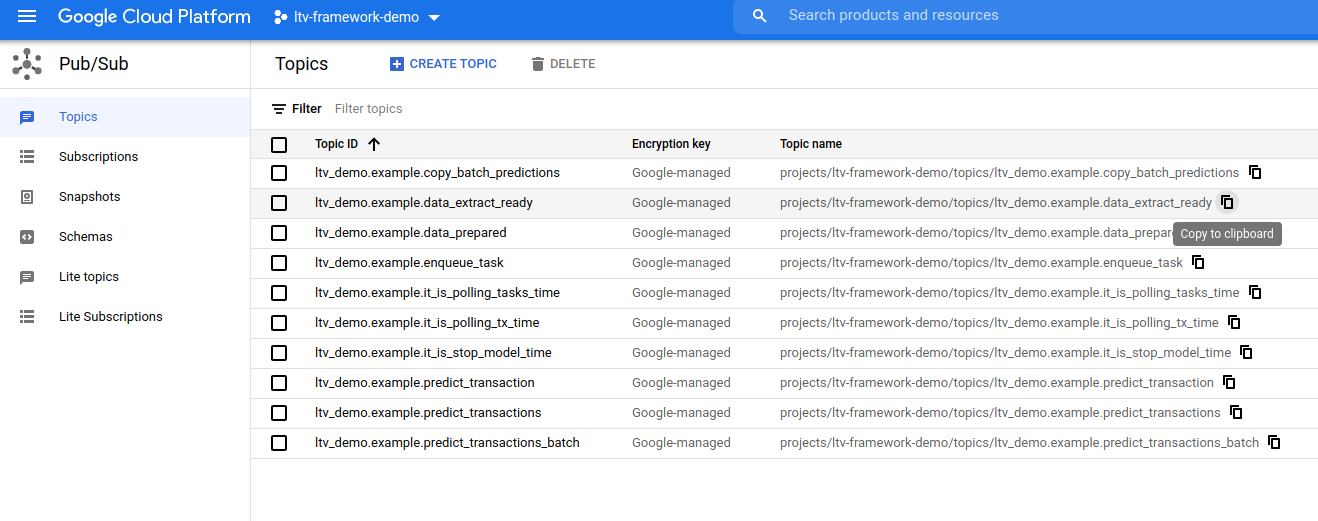 Google Cloud Platform ltv-framework-demo Search products and resources
Pub/Sub
Topics
Subscriptions
Snapshots
Schemas
Lite topics
Lite Subscriptions
Topics CREATE TOPIC DELETE
Filter Filter topics
Topic ID Encryption key Topic name
ltv_demo.example.copy_batch_predictions Google-managed projects/ltv-framework-demo/topics/ltv_demo.example.copy_batch_predictions
ltv_demo.example.data_extract_ready Google-managed projects/ltv-framework-demo/topics/ltv_demo.example.data_extract_ready
ltv_demo.example.data_prepared Google-managed projects/ltv-framework-demo/topics/ltv_demo.example.data_prepar
Copy to clipboard
ltv_demo.example.enqueue_task Google-managed projects/ltv-framework-demo/topics/ltv_demo.example.enqueue_task
ltv_demo.example.it_is_polling_tasks_time Google-managed projects/ltv-framework-demo/topics/ltv_demo.example.it_is_polling_tasks_time
ltv_demo.example.it_is_polling_tx_time Google-managed projects/ltv-framework-demo/topics/ltv_demo.example.it_is_polling_tx_time
ltv_demo.example.it_is_stop_model_time Google-managed projects/ltv-framework-demo/topics/ltv_demo.example.it_is_stop_model_time
ltv_demo.example.predict_transaction Google-managed projects/ltv-framework-demo/topics/ltv_demo.example.predict_transaction
ltv_demo.example.predict_transactions Google-managed projects/ltv-framework-demo/topics/ltv_demo.example.predict_transactions
ltv_demo.example.predict_transactions_batch Google-managed projects/ltv-framework-demo/topics/ltv_demo.example.predict_transactions_batch